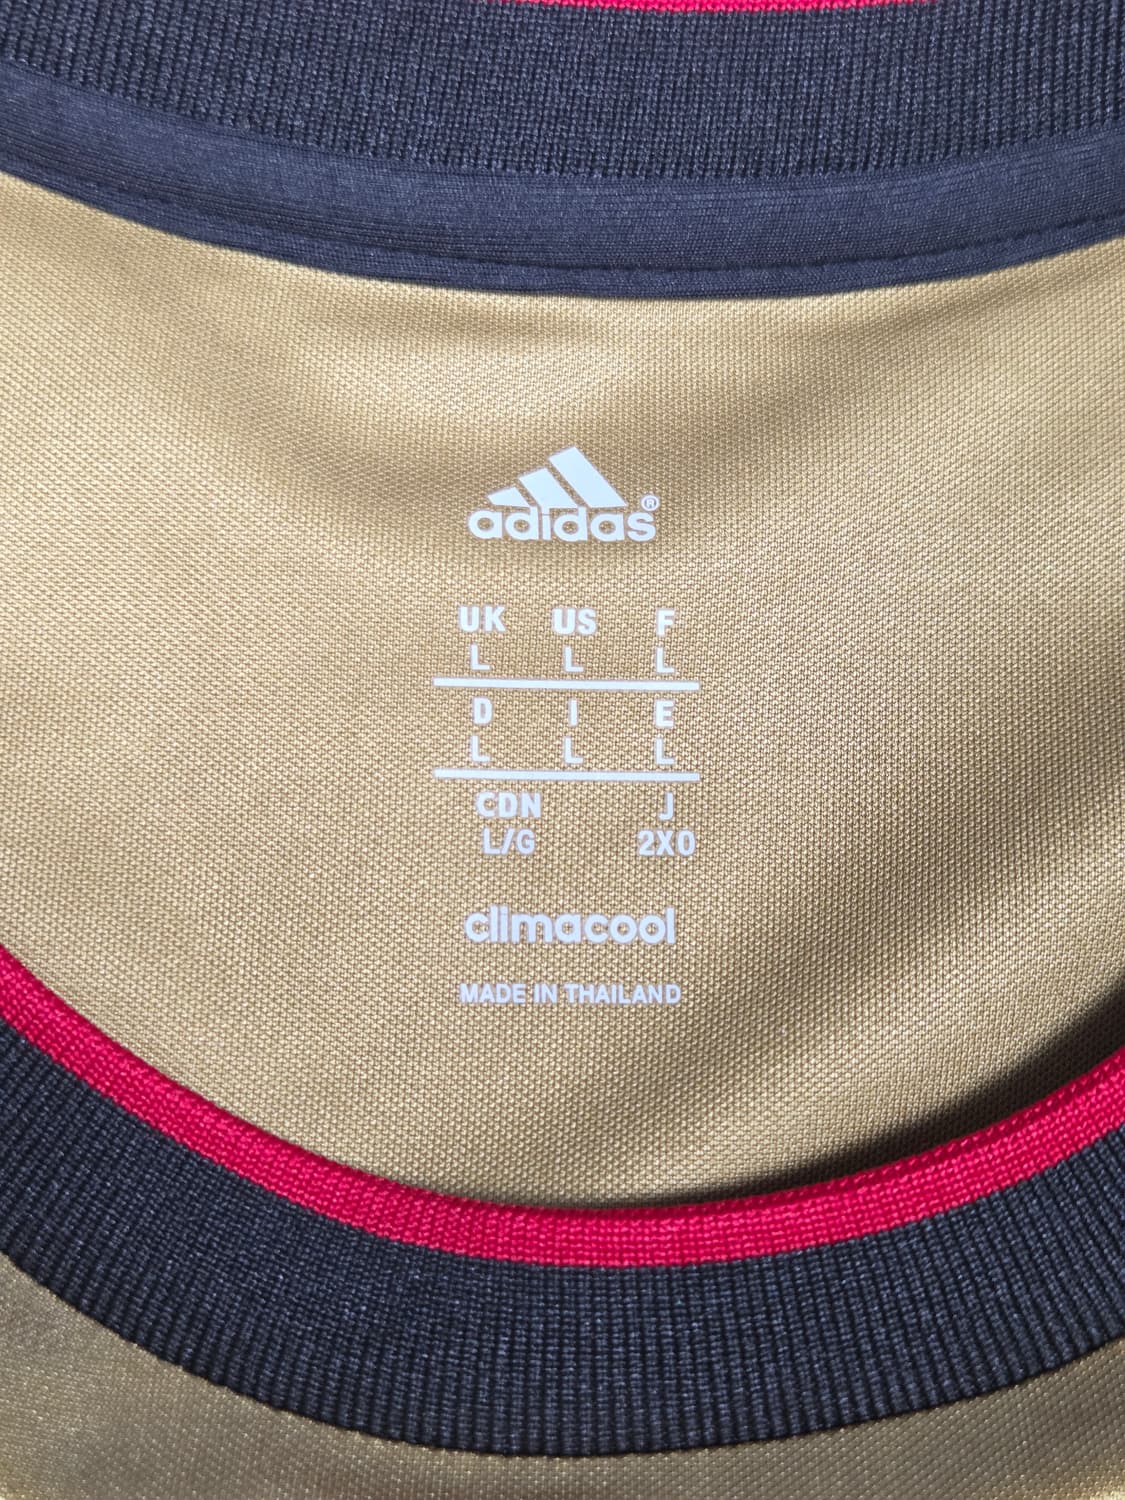 adidas®
UK US F
L L L
D I E
L L L
CDN J
L/G 2XO
climacool
MADE IN THAILAND